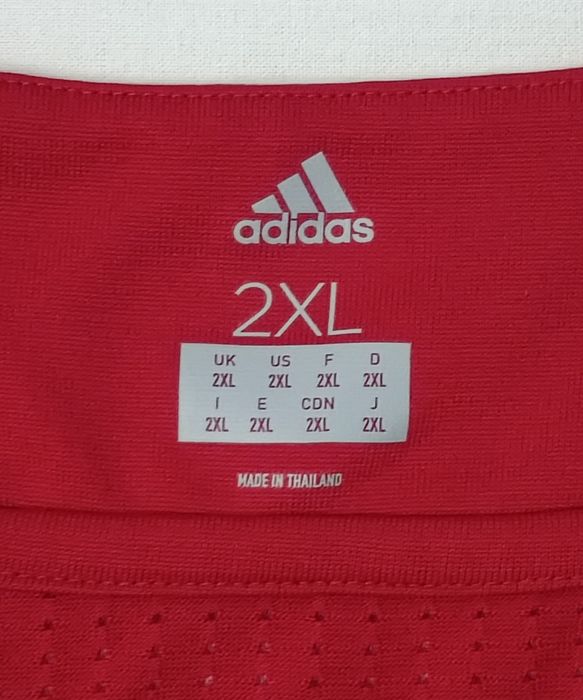 adidas
2XL
UK US F D
2XL 2XL 2XL 2XL
I E CDN J
2XL 2XL 2XL 2XL
MADE IN THAILAND